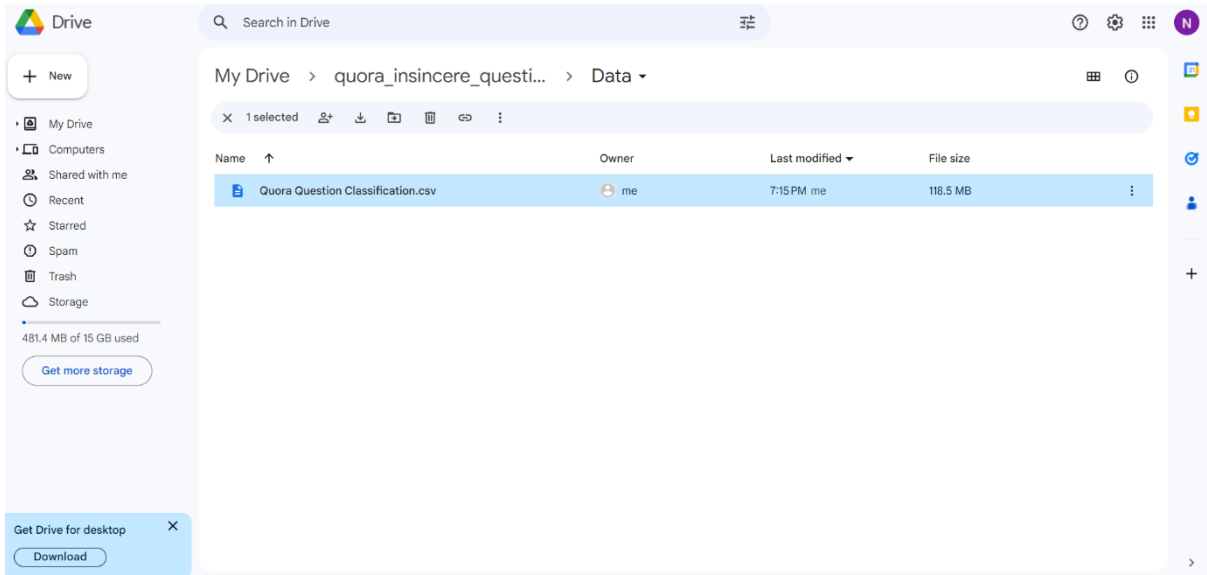 Drive
Search in Drive
N
New
My Drive > quora_insincere_questi... > Data
31
1 selected
My Drive
Computers
Shared with me
Recent
Starred
Spam
Trash
Storage
481.4 MB of 15 GB used
Get more storage
Name Owner Last modified File size
Quora Question Classification.csv me 7:15 PM me 118.5 MB
Get Drive for desktop
Download